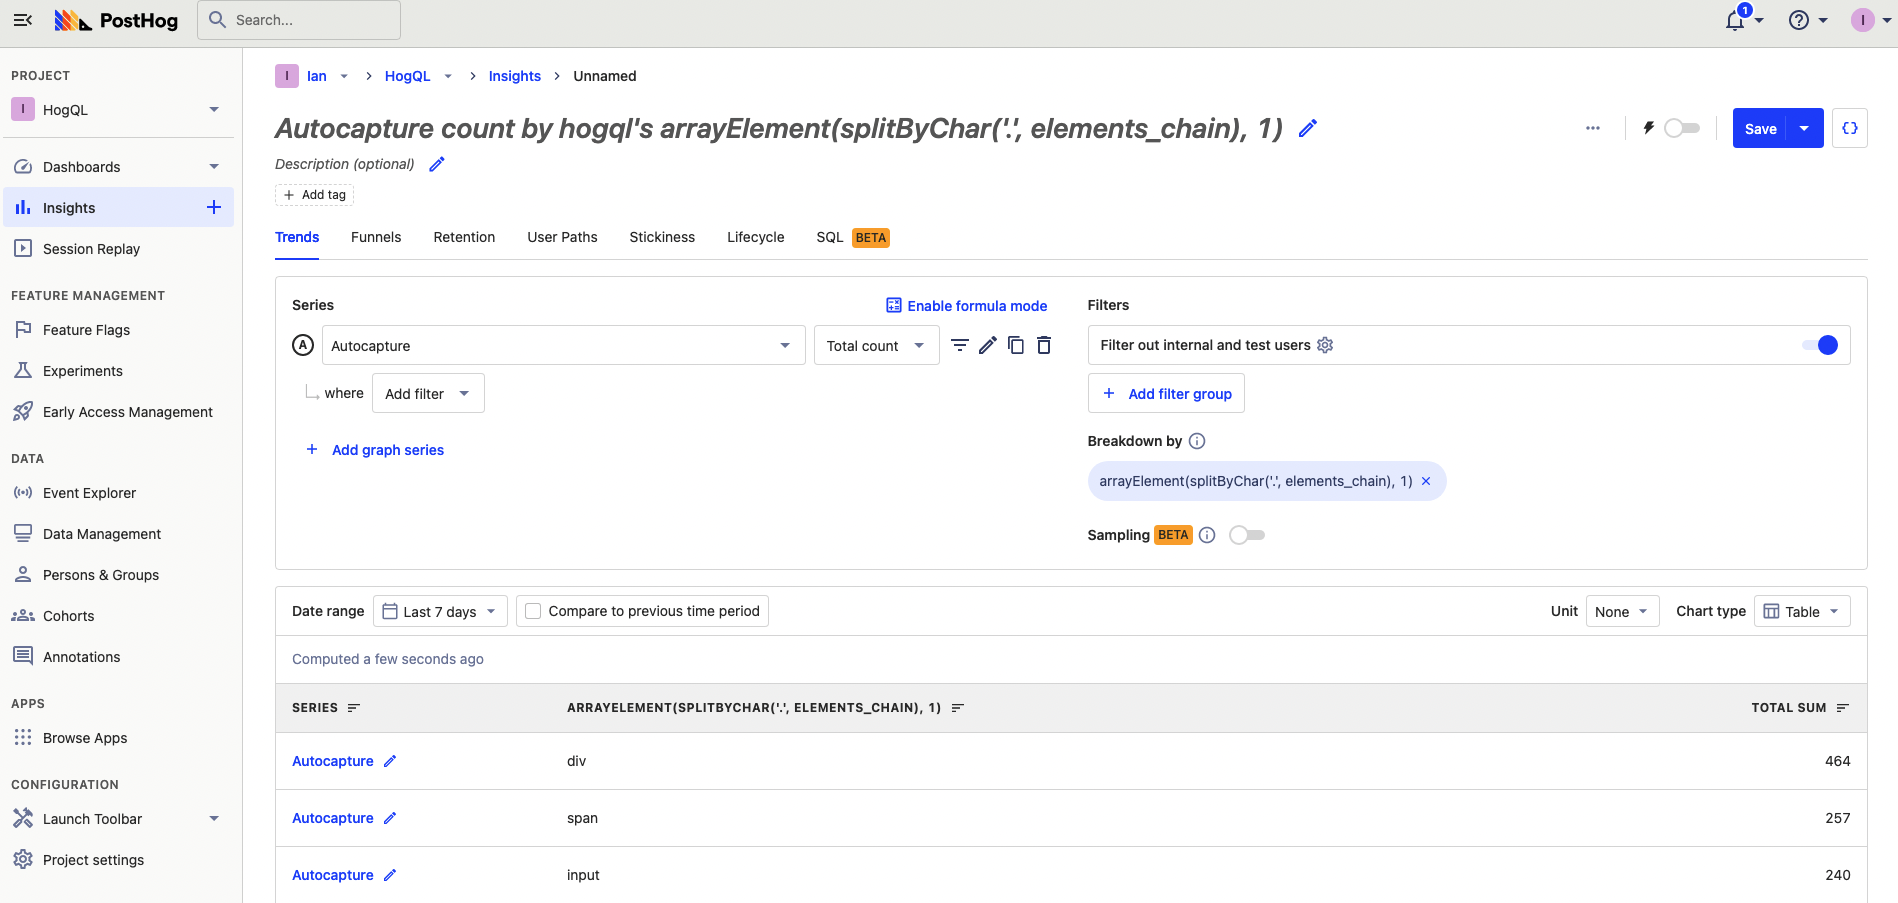 PostHog
Search...
1
I
PROJECT
I HogQL
Dashboards
Insights
Session Replay
FEATURE MANAGEMENT
Feature Flags
Experiments
Early Access Management
DATA
Event Explorer
Data Management
Persons & Groups
Cohorts
Annotations
APPS
Browse Apps
CONFIGURATION
Launch Toolbar
Project settings
I Ian > HogQL > Insights > Unnamed
Autocapture count by hogql's arrayElement(splitByChar('.', elements_chain), 1)
Save
Description (optional)
+ Add tag
Trends Funnels Retention User Paths Stickiness Lifecycle SQL BETA
Series Enable formula mode
A Autocapture Total count
where Add filter
+ Add graph series
Filters
Filter out internal and test users
+ Add filter group
Breakdown by
arrayElement(splitByChar('.', elements_chain), 1)
Sampling BETA
Date range Last 7 days Compare to previous time period Unit None Chart type Table
Computed a few seconds ago
SERIES ARRAYELEMENT(SPLITBYCHAR('.', ELEMENTS_CHAIN), 1) TOTAL SUM
Autocapture div 464
Autocapture span 257
Autocapture input 240